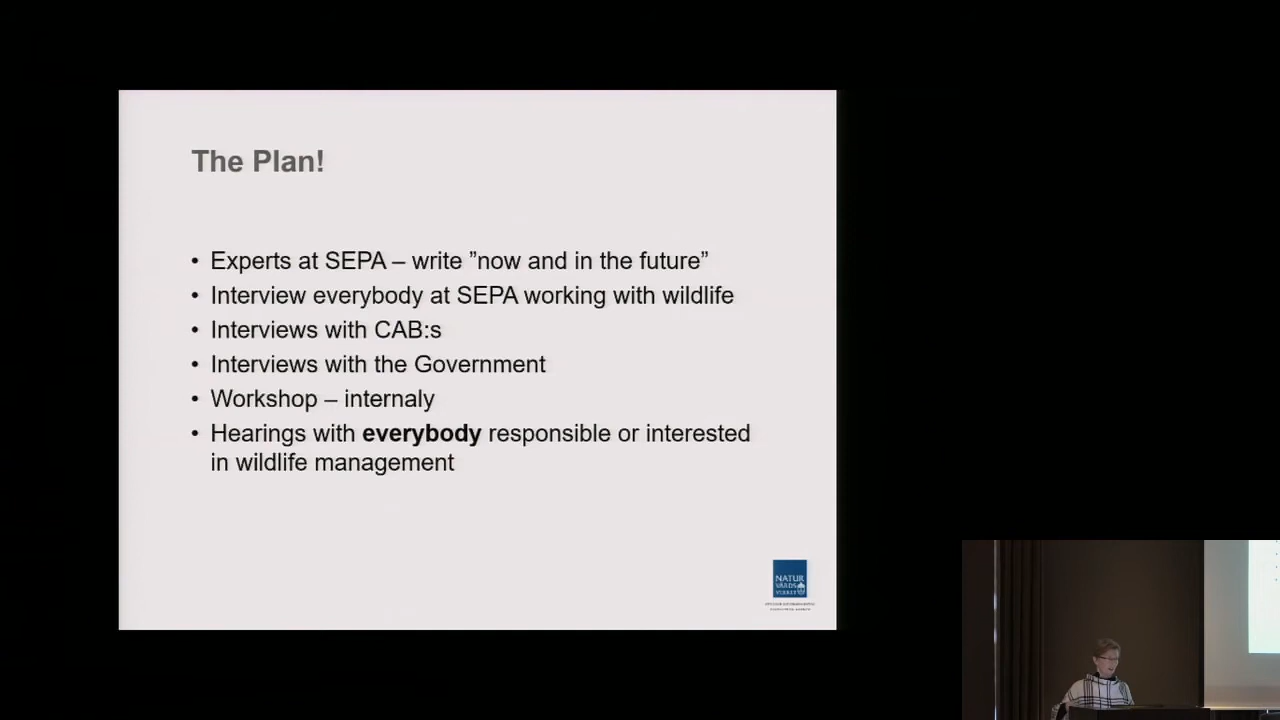 The Plan!
• Experts at SEPA – write ”now and in the future”
• Interview everybody at SEPA working with wildlife
• Interviews with CAB:s
• Interviews with the Government
• Workshop – internaly
• Hearings with everybody responsible or interested
in wildlife management
NATUR
VÅRDS
VERKET